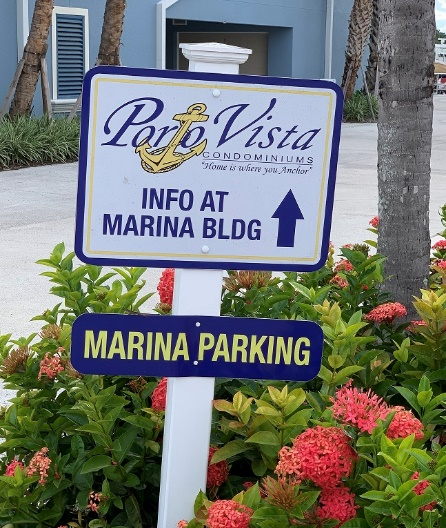 Porto Vista
CONDOMINIUMS
"Home is where you Anchor"
INFO AT
MARINA BLDG
MARINA PARKING